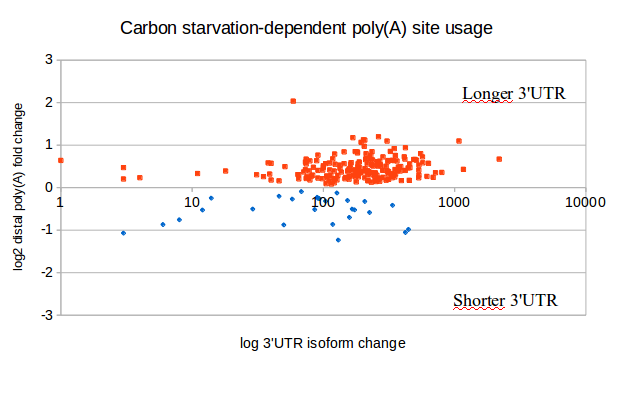 Carbon starvation-dependent poly(A) site usage
3
Longer 3'UTR
2
1
0
1
10
100
1000
10000
-1
-2
Shorter 3'UTR
-3
log2 distal poly(A) fold change
log 3'UTR isoform change